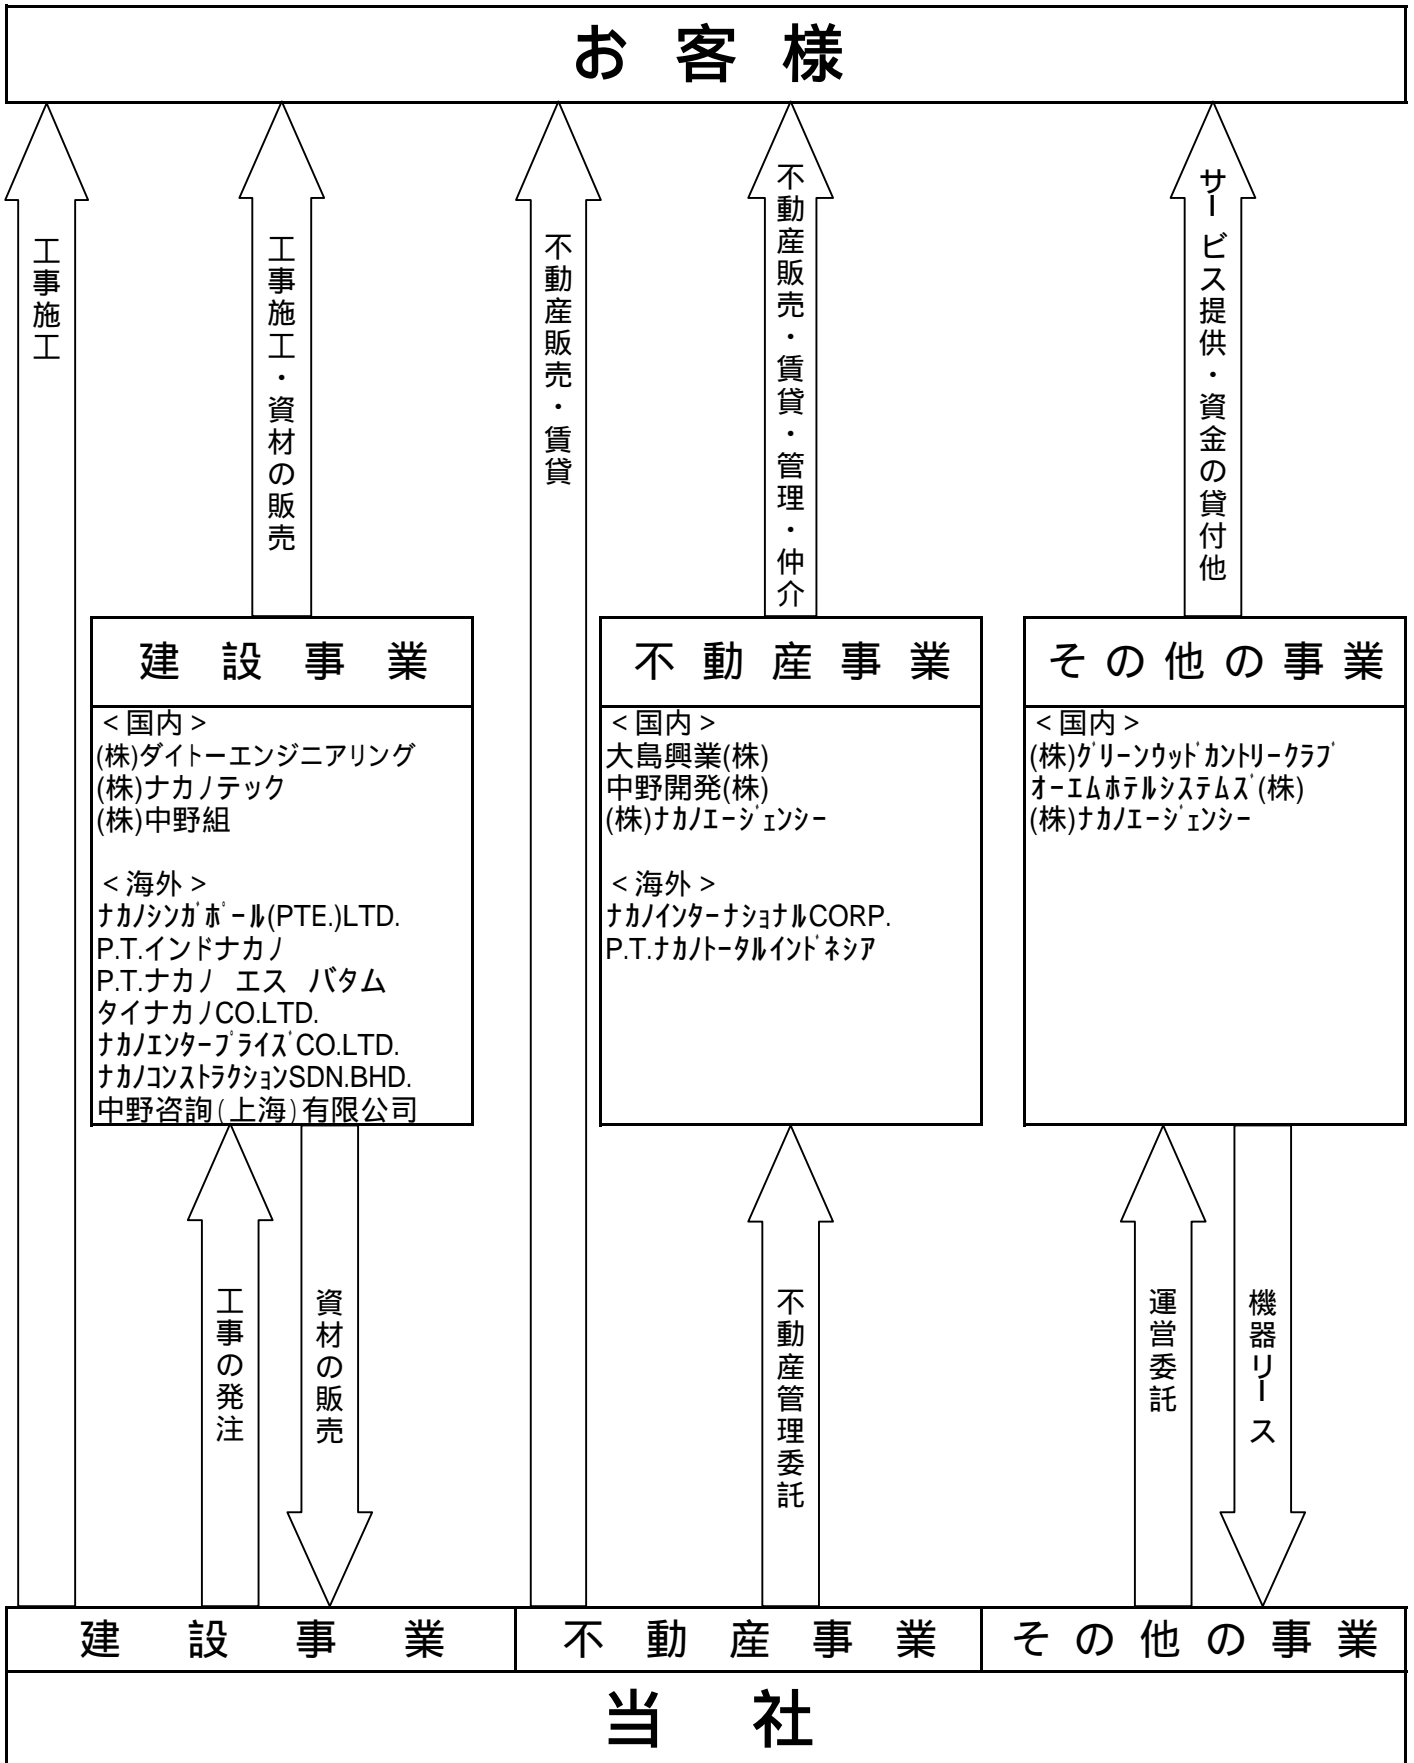 お客様
工事施工
工事施工・資材の販売
不動産販売・賃貸
不動産販売・賃貸・管理・仲介
サービス提供・資金の貸付他
建設事業
<国内>
(株)ダイトーエンジニアリング
(株)ナカノテック
(株)中野組
<海外>
ﾅｶﾉｼﾝｶﾞﾎﾟｰﾙ(PTE.)LTD.
P.T.インドナカノ
P.T.ナカノ エス バタム
タイナカノCO.LTD.
ﾅｶﾉｴﾝﾀｰﾌﾟﾗｲｽﾞCO.LTD.
ﾅｶﾉｺﾝｽﾄﾗｸｼｮﾝSDN.BHD.
中野咨詢(上海)有限公司
不動産事業
<国内>
大島興業(株)
中野開発(株)
(株)ﾅｶﾉｴｰｼﾞｪﾝｼｰ
<海外>
ﾅｶﾉｲﾝﾀｰﾅｼｮﾅﾙCORP.
P.T.ﾅｶﾉﾄｰﾀﾙｲﾝﾄﾞﾈｼｱ
その他の事業
<国内>
(株)ｸﾞﾘｰﾝｳｯﾄﾞｶﾝﾄﾘｰｸﾗﾌﾞ
ｵｰｴﾑﾎﾃﾙｼｽﾃﾑｽﾞ(株)
(株)ﾅｶﾉｴｰｼﾞｪﾝｼｰ
工事の発注
資材の販売
不動産管理委託
運営委託
機器リース
建設事業
不動産事業
その他の事業
当社